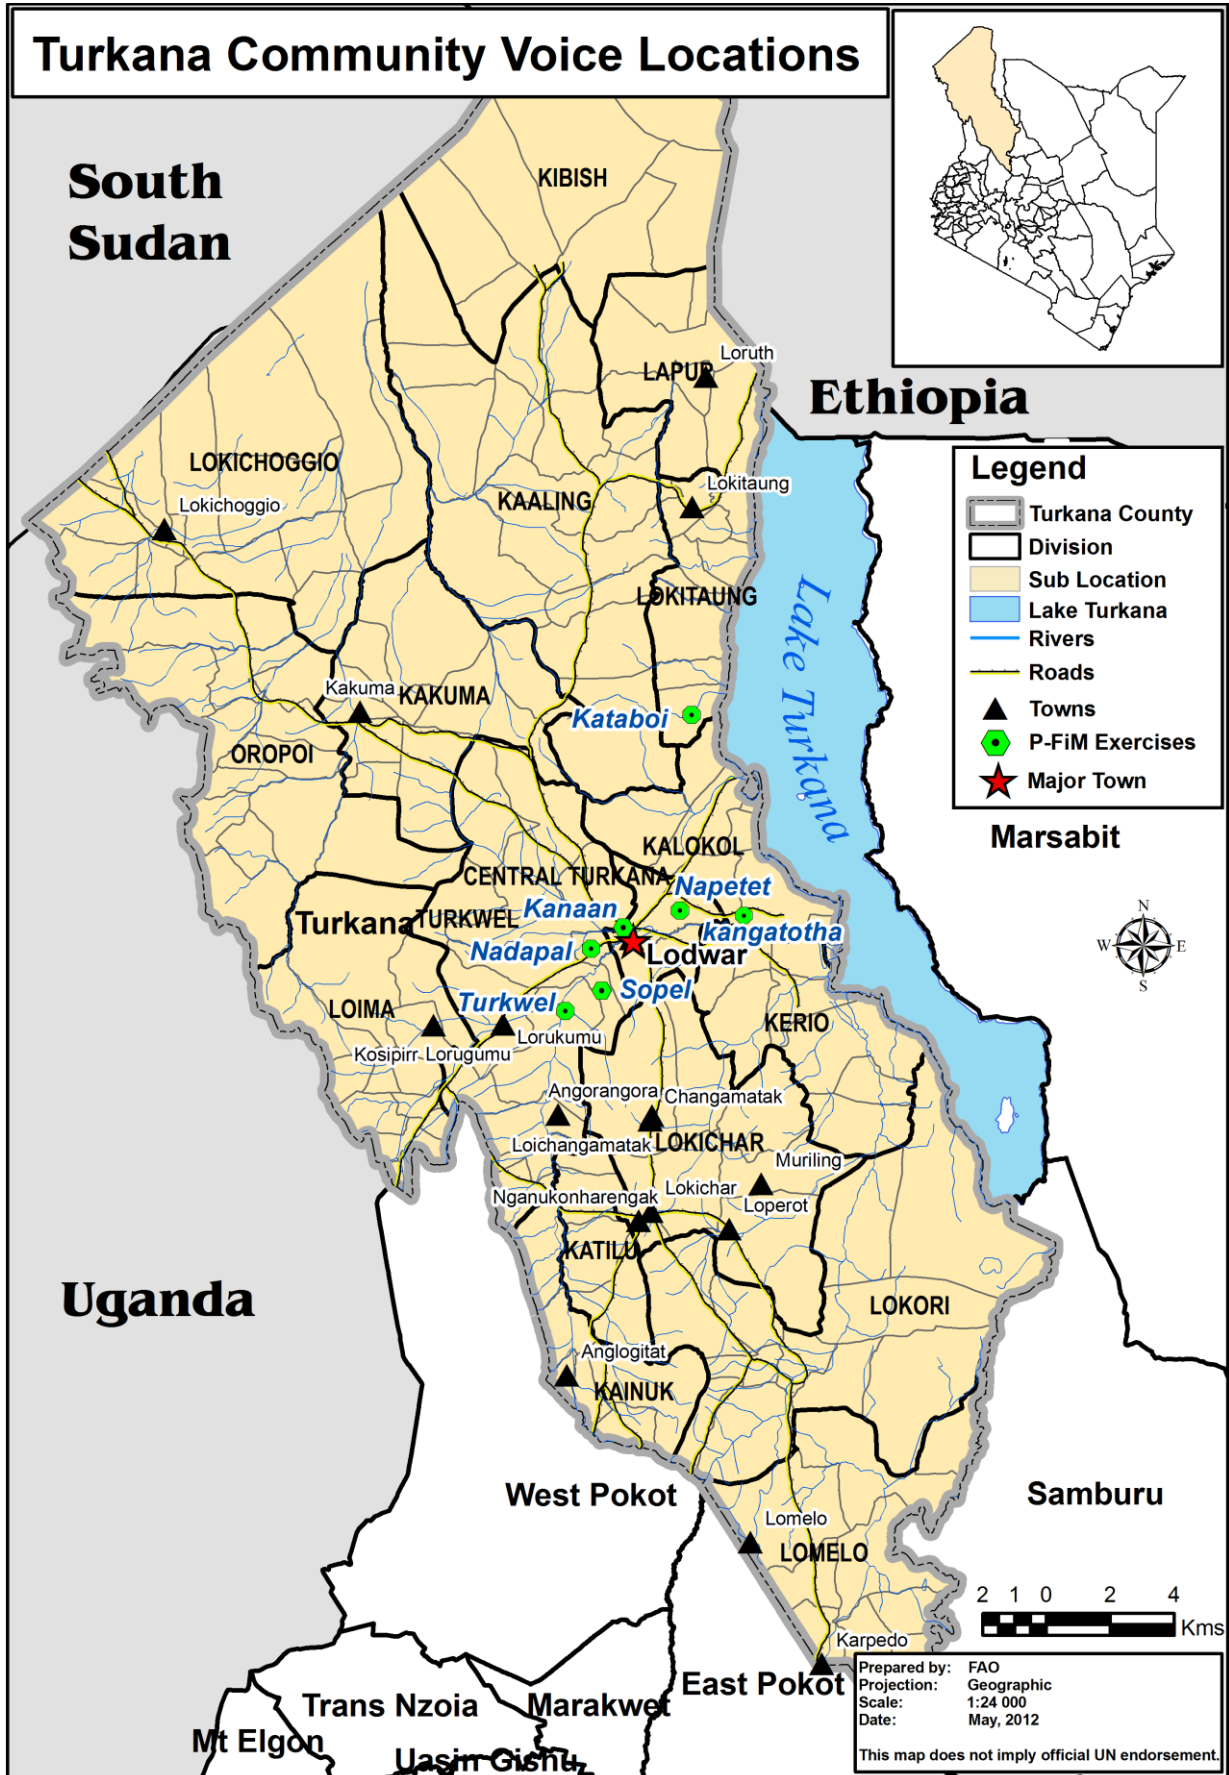 Turkana Community Voice Locations
South
Sudan
KIBISH
Loruth
LAPUR
Ethiopia
LOKICHOGGIO
Lokichoggio
KAALING
Lokitaung
LOKITAUNG
Lake Turkana
Legend
Turkana County
Division
Sub Location
Lake Turkana
Rivers
Roads
Towns
P-FiM Exercises
Major Town
Marsabit
N
W
E
S
Kakuma
KAKUMA
Kataboi
OROPOI
KALOKOL
CENTRAL TURKANA
Napetet
Turkana
TURKWEL
Kanaan
kangatotha
Nadapal
Lodwar
Sopel
Turkwel
LOIMA
KERIO
Lorukumu
Kosipirr
Lorugumu
Angorangora
Changamatak
Loichangamatak
LOKICHAR
Muriling
Nganukonharengak
Lokichar
Loperot
KATILU
Uganda
LOKORI
Anglogitat
KAINUK
West Pokot
Samburu
Lomelo
LOMELO
2 1 0 2 4
Kms
Karpedo
East Pokot
Trans Nzoia
Marakwet
Mt Elgon
Uasin Gishu
Prepared by: FAO
Projection: Geographic
Scale: 1:24 000
Date: May, 2012
This map does not imply official UN endorsement.